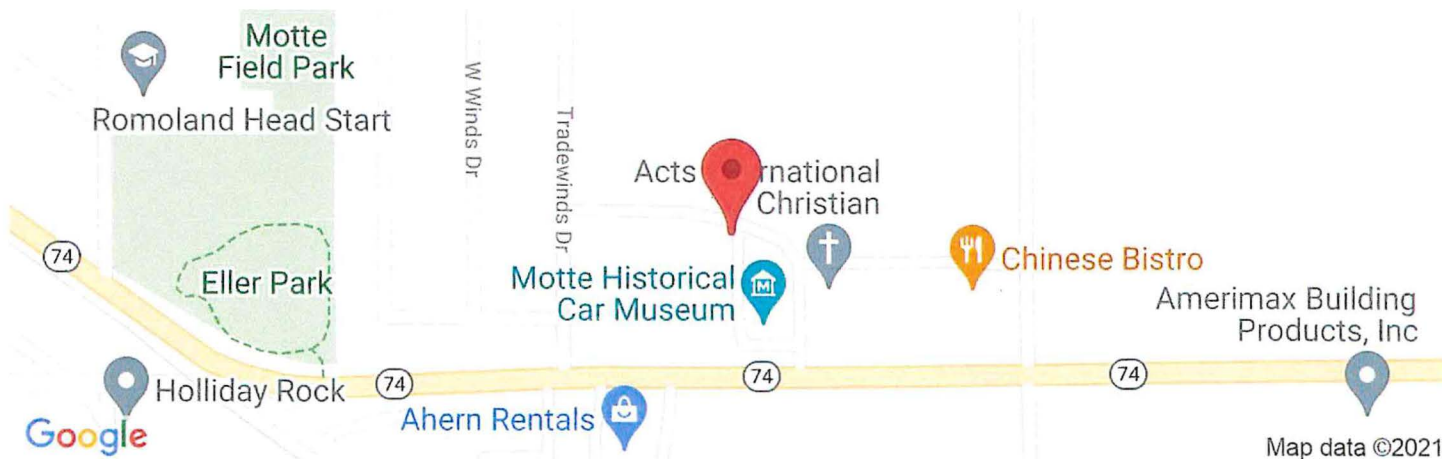 Motte
Field Park
Romoland Head Start
W Winds Dr
Tradewinds Dr
Acts
rnational
Christian
74
Eller Park
Motte Historical
Car Museum
M
Chinese Bistro
Amerimax Building
Products, Inc
Holliday Rock
74
74
74
Ahern Rentals
Google
Map data ©2021